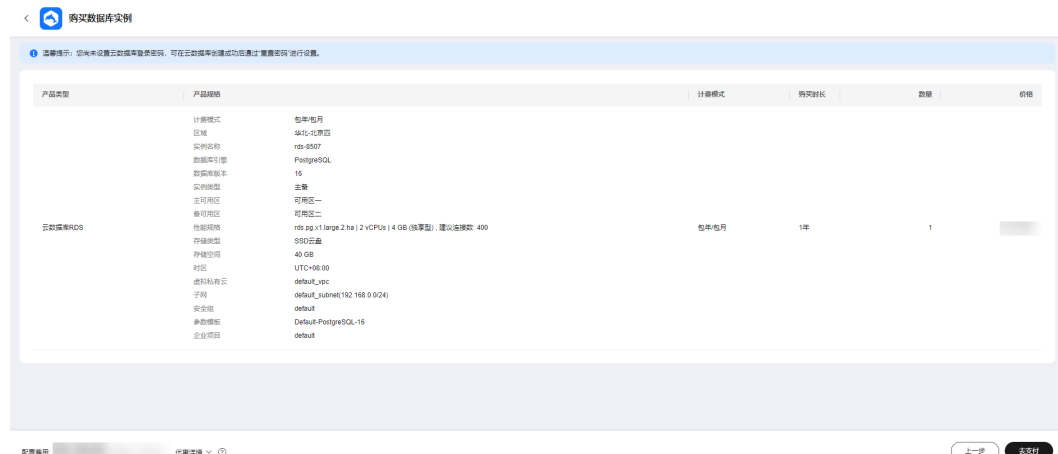 购买数据库实例
温馨提示：您尚未设置云数据库登录密码，可在云数据库创建成功后通过“重置密码”进行设置。
产品类型 产品规格 计费模式 购买时长 数量 价格
计费模式 包年/包月
区域 华北-北京四
实例名称 rds-8507
数据库引擎 PostgreSQL
数据库版本 16
实例类型 主备
主可用区 可用区一
备可用区 可用区二
云数据库RDS 性能规格 rds.pg.x1.large.2.ha | 2 vCPUs | 4 GB (独享型) , 建议连接数: 400 包年/包月 1年 1
存储类型 SSD云盘
存储空间 40 GB
时区 UTC+08:00
虚拟私有云 default_vpc
子网 default_subnet(192.168.0.0/24)
安全组 default
参数模板 Default-PostgreSQL-16
企业项目 default
配置费用 优惠详情 上一步 去支付